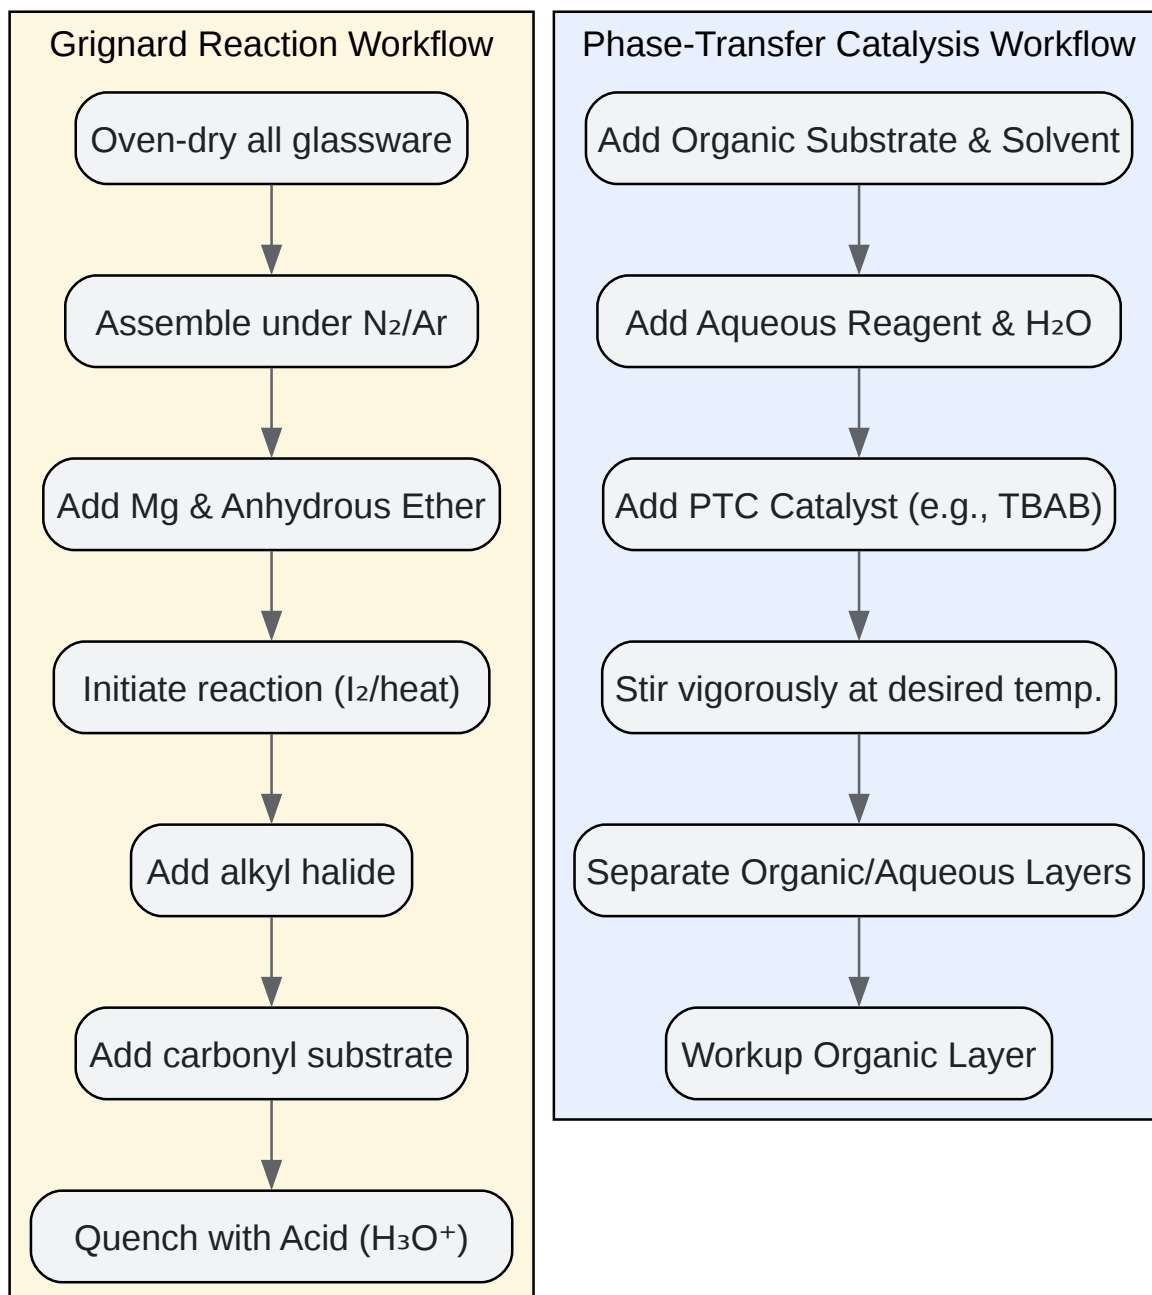 Grignard Reaction Workflow
Oven-dry all glassware
Assemble under N₂/Ar
Add Mg & Anhydrous Ether
Initiate reaction (I₂/heat)
Add alkyl halide
Add carbonyl substrate
Quench with Acid (H₃O⁺)
Phase-Transfer Catalysis Workflow
Add Organic Substrate & Solvent
Add Aqueous Reagent & H₂O
Add PTC Catalyst (e.g., TBAB)
Stir vigorously at desired temp.
Separate Organic/Aqueous Layers
Workup Organic Layer